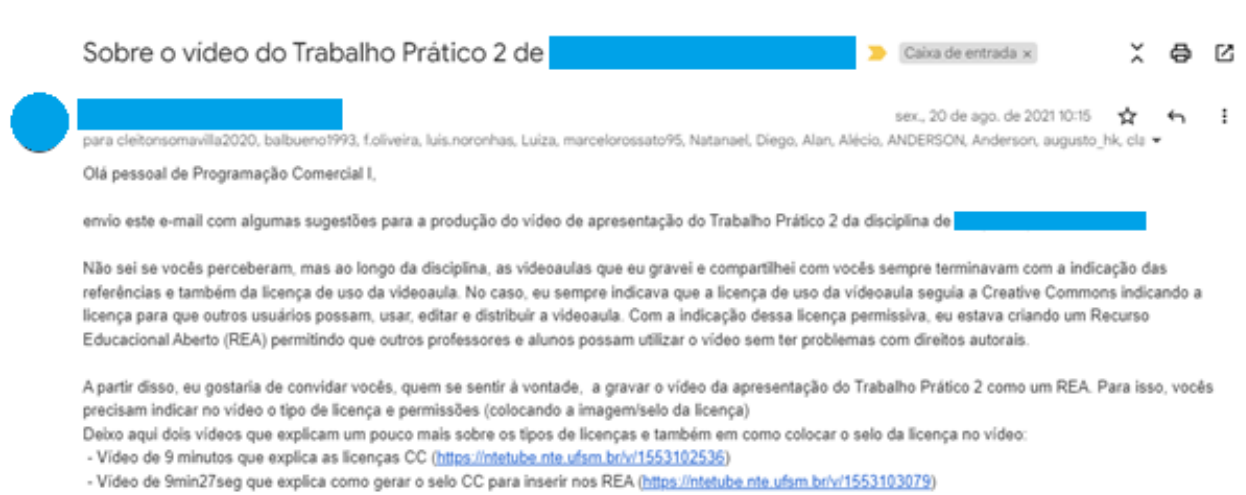 Sobre o vídeo do Trabalho Prático 2 de
Caixa de entrada ×
sex., 20 de ago. de 2021 10:15
para cleitonsomavilla2020, balbueno1993, f.oliveira, luis.noronhas, Luiza, marcelorossato95, Natanael, Diego, Alan, Alécio, ANDERSON, Anderson, augusto_hk, cla
Olá pessoal de Programação Comercial I,
envio este e-mail com algumas sugestões para a produção do vídeo de apresentação do Trabalho Prático 2 da disciplina de
Não sei se vocês perceberam, mas ao longo da disciplina, as videoaulas que eu gravei e compartilhei com vocês sempre terminavam com a indicação das
referências e também da licença de uso da videoaula. No caso, eu sempre indicava que a licença de uso da vídeoaula seguia a Creative Commons indicando a
licença para que outros usuários possam, usar, editar e distribuir a videoaula. Com a indicação dessa licença permissiva, eu estava criando um Recurso
Educacional Aberto (REA) permitindo que outros professores e alunos possam utilizar o vídeo sem ter problemas com direitos autorais.
A partir disso, eu gostaria de convidar vocês, quem se sentir à vontade, a gravar o vídeo da apresentação do Trabalho Prático 2 como um REA. Para isso, vocês
precisam indicar no vídeo o tipo de licença e permissões (colocando a imagem/selo da licença)
Deixo aqui dois vídeos que explicam um pouco mais sobre os tipos de licenças e também em como colocar o selo da licença no vídeo:
- Vídeo de 9 minutos que explica as licenças CC (https://ntetube.nte.ufsm.br/v/1553102536)
- Vídeo de 9min27seg que explica como gerar o selo CC para inserir nos REA (https://ntetube.nte.ufsm.br/v/1553103079)